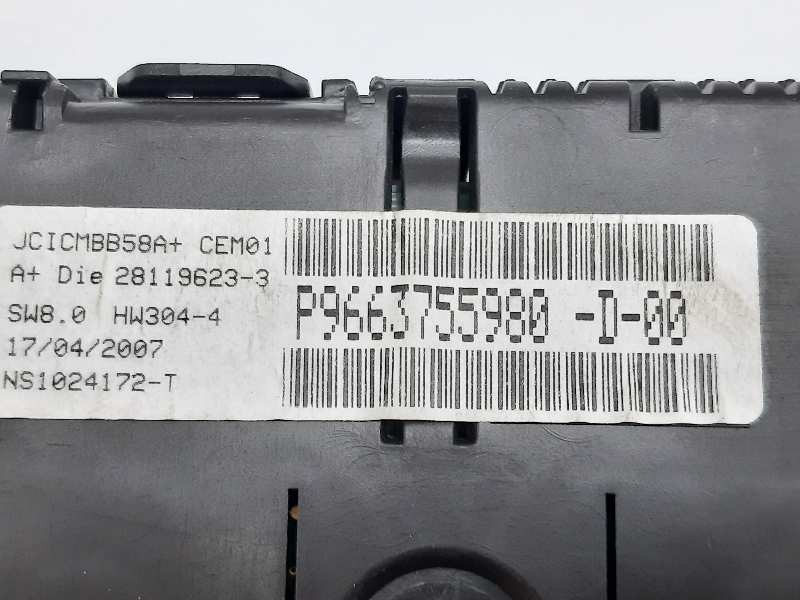 JCICMBB58A+ CEM01
A+ Die 28119623-3
SW8.0 HW304-4
17/04/2007
NS1024172-T
P9663755980 -D-00